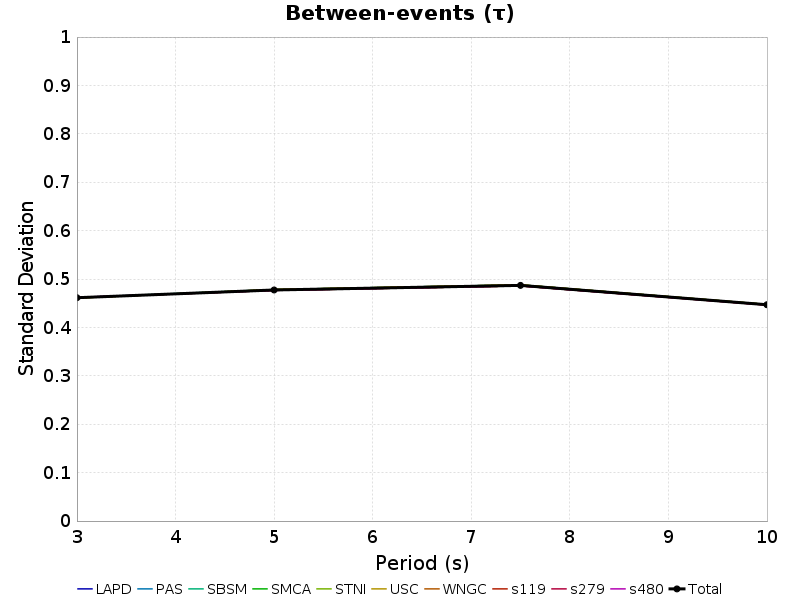 Between-events (τ)
1
0.9
0.8
0.7
0.6
0.5
0.4
0.3
0.2
0.1
0
Standard Deviation
3 4 5 6 7 8 9 10
Period (s)
LAPD PAS SBSM SMCA STNI USC WNGC s119 s279 s480 Total